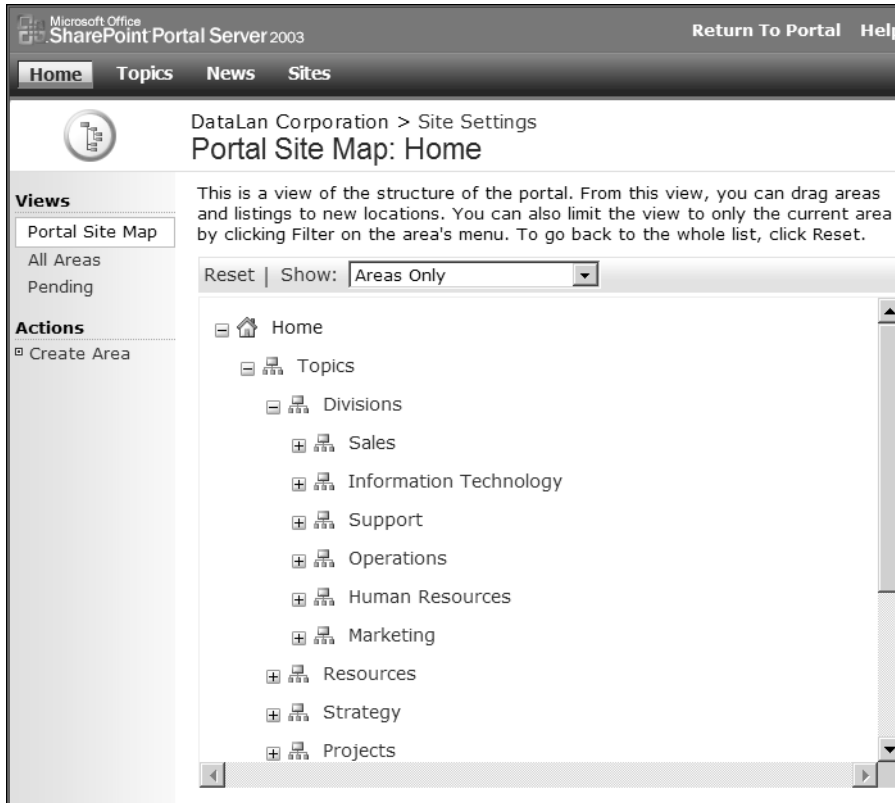 Microsoft Office
SharePoint Portal Server 2003
Return To Portal Help
Home Topics News Sites
DataLan Corporation > Site Settings
Portal Site Map: Home
This is a view of the structure of the portal. From this view, you can drag areas
and listings to new locations. You can also limit the view to only the current area
by clicking Filter on the area's menu. To go back to the whole list, click Reset.
Views
Portal Site Map
All Areas
Pending
Actions
Create Area
Reset | Show: Areas Only
Home
Topics
Divisions
Sales
Information Technology
Support
Operations
Human Resources
Marketing
Resources
Strategy
Projects